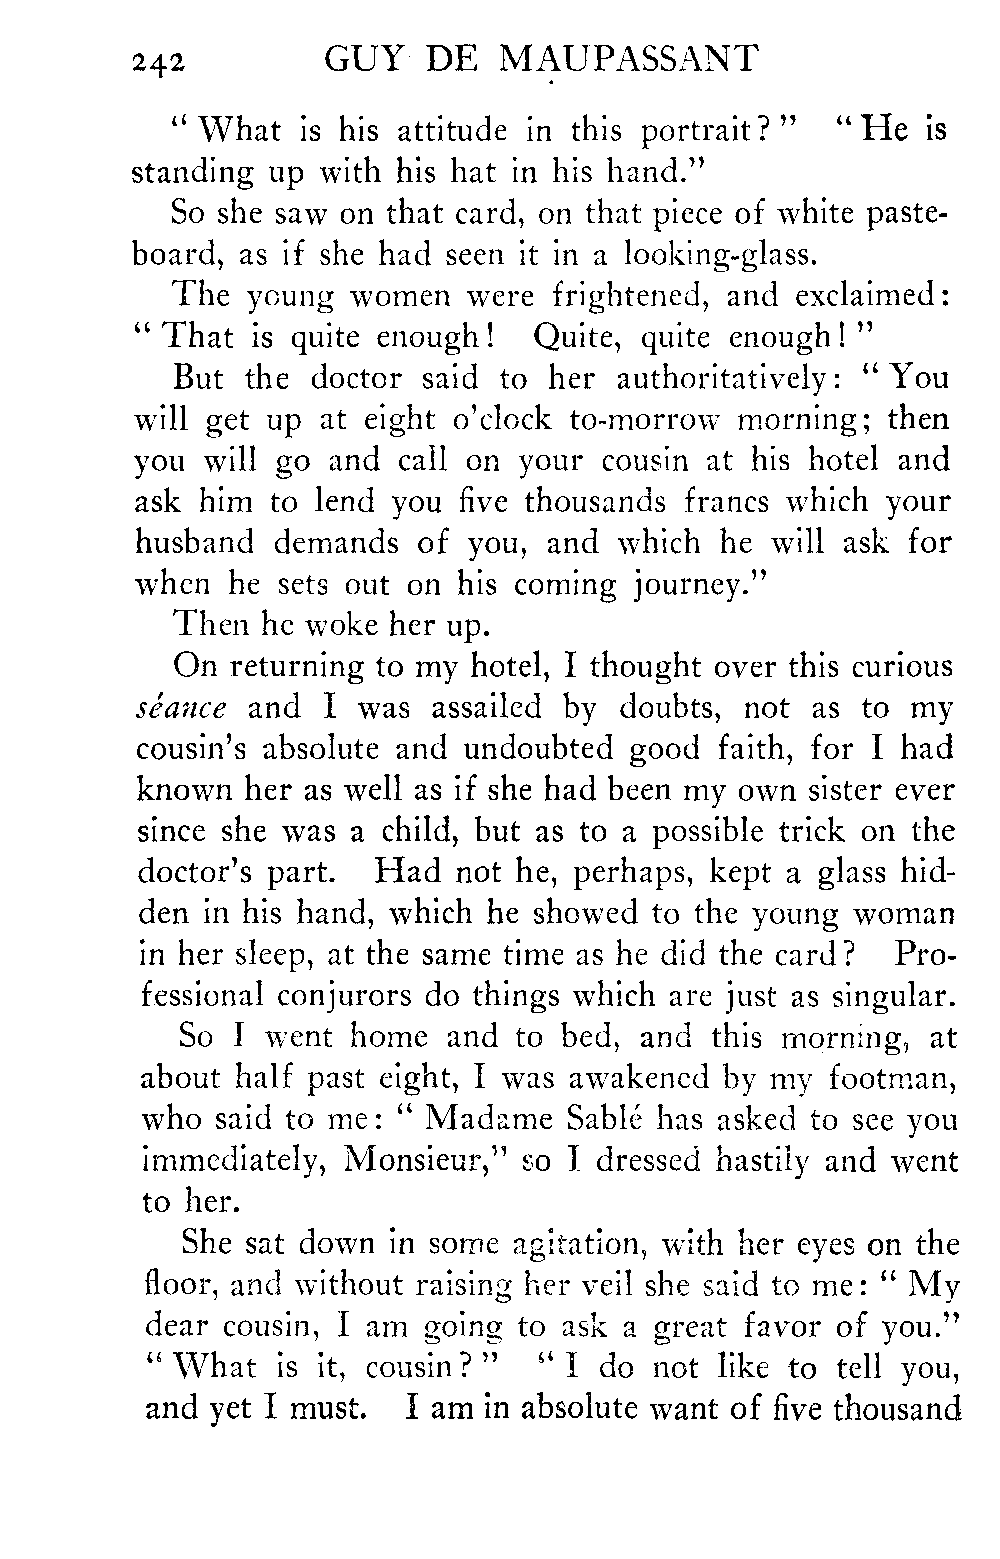 242 GUY DE MAUPASSANT
“ What is his attitude in this portrait? ” “ He is
standing up with his hat in his hand.”
So she saw on that card, on that piece of white paste-
board, as if she had seen it in a looking-glass.
The young women were frightened, and exclaimed:
“ That is quite enough! Quite, quite enough! ”
But the doctor said to her authoritatively: “ You
will get up at eight o’clock to-morrow morning; then
you will go and call on your cousin at his hotel and
ask him to lend you five thousands francs which your
husband demands of you, and which he will ask for
when he sets out on his coming journey.”
Then he woke her up.
On returning to my hotel, I thought over this curious
séance and I was assailed by doubts, not as to my
cousin’s absolute and undoubted good faith, for I had
known her as well as if she had been my own sister ever
since she was a child, but as to a possible trick on the
doctor’s part. Had not he, perhaps, kept a glass hid-
den in his hand, which he showed to the young woman
in her sleep, at the same time as he did the card? Pro-
fessional conjurors do things which are just as singular.
So I went home and to bed, and this morning, at
about half past eight, I was awakened by my footman,
who said to me: “ Madame Sablé has asked to see you
immediately, Monsieur,” so I dressed hastily and went
to her.
She sat down in some agitation, with her eyes on the
floor, and without raising her veil she said to me: “ My
dear cousin, I am going to ask a great favor of you.”
“ What is it, cousin? ” “ I do not like to tell you,
and yet I must. I am in absolute want of five thousand